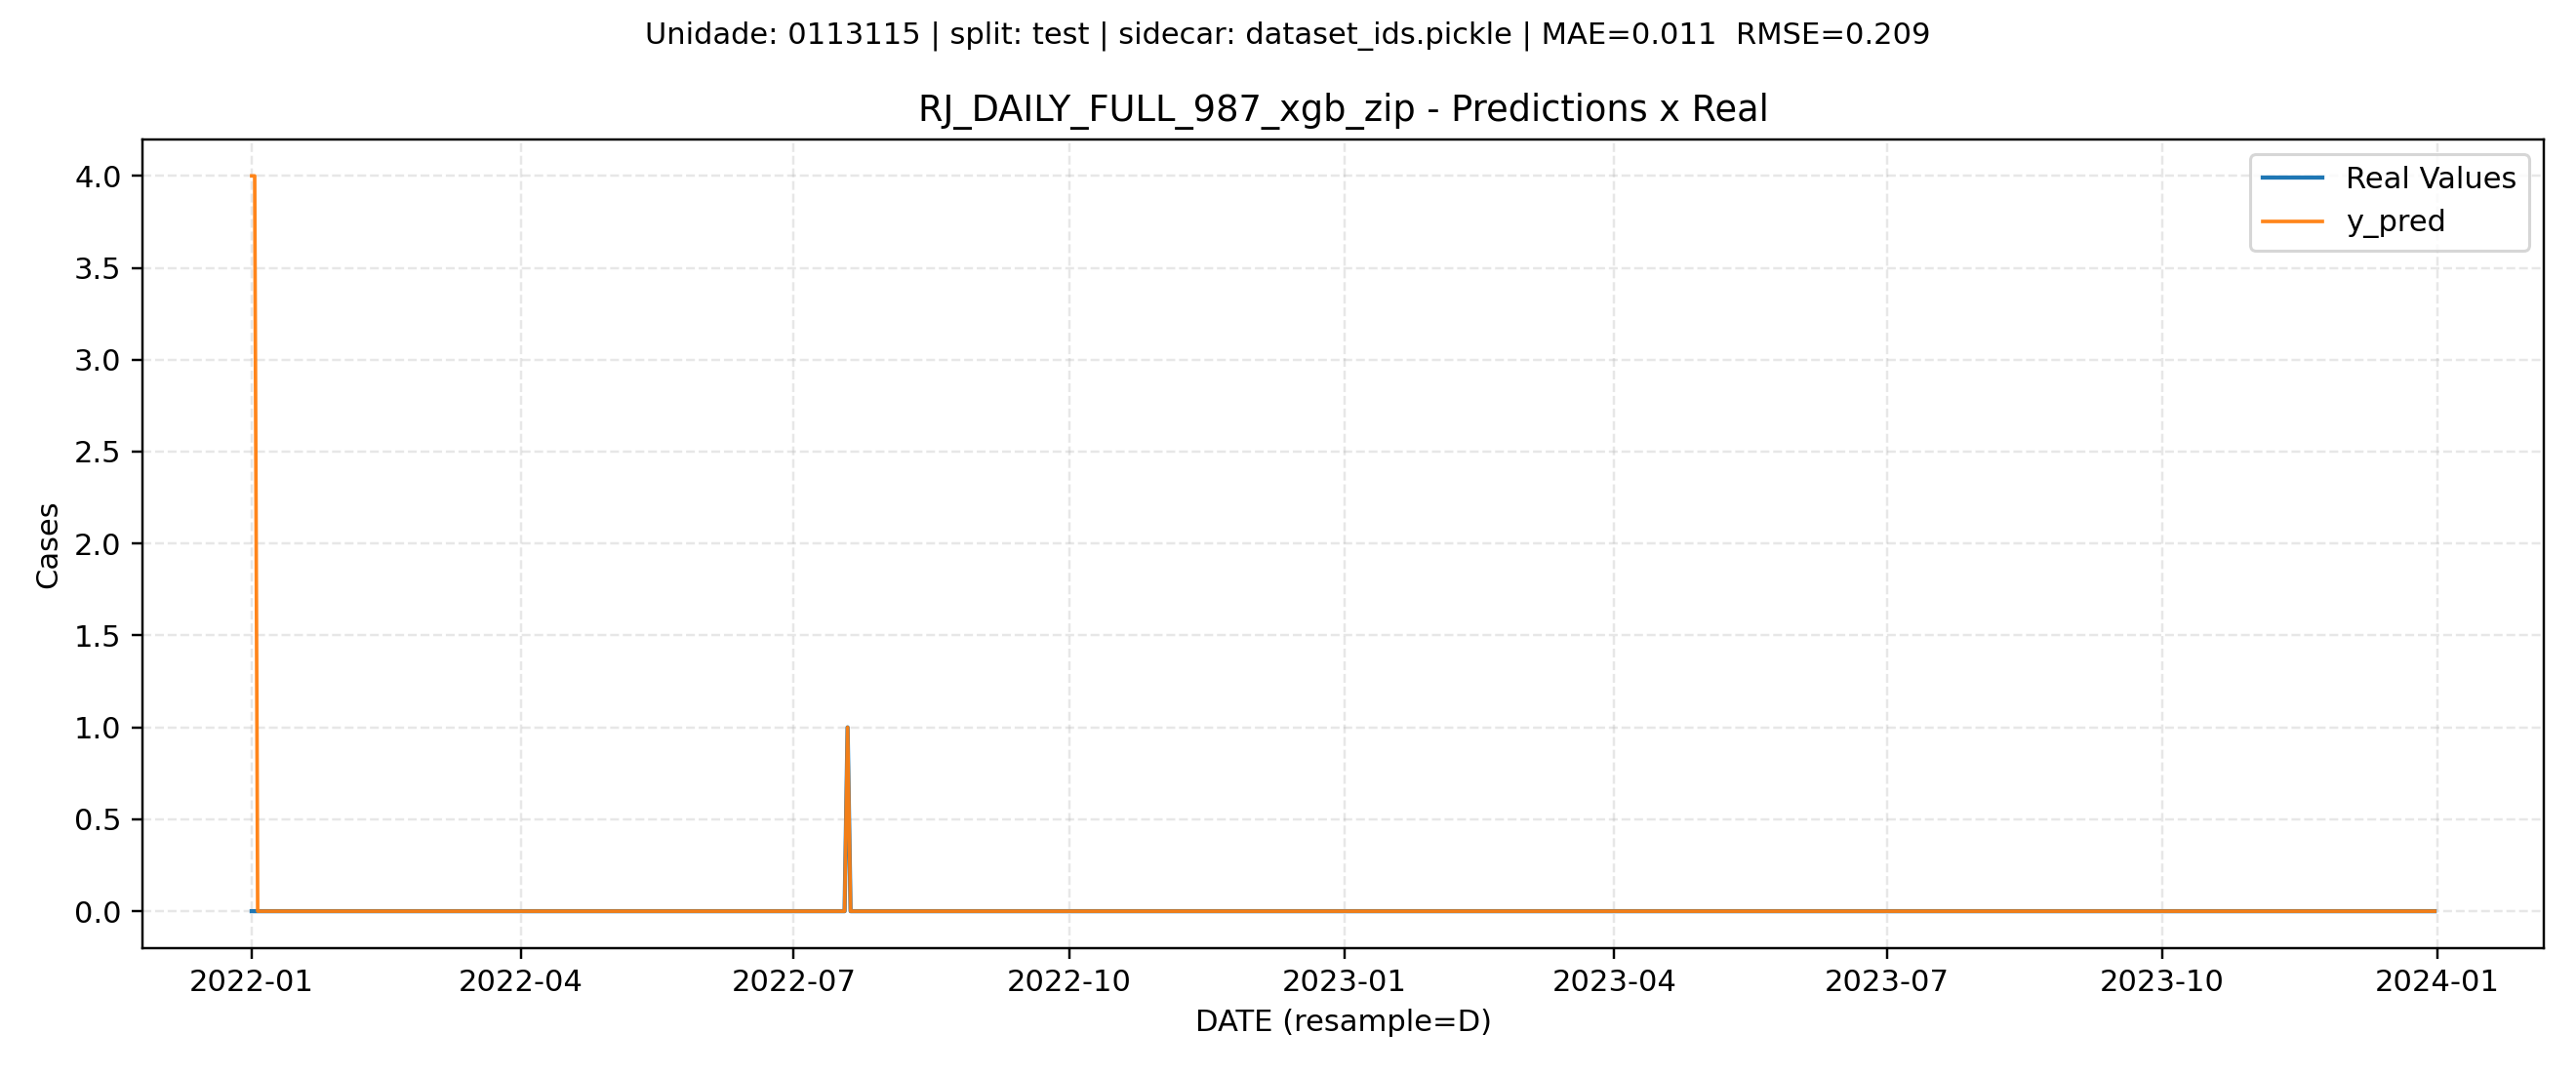 Unidade: 0113115 | split: test | sidecar: dataset_ids.pickle | MAE=0.011  RMSE=0.209
RJ_DAILY_FULL_987_xgb_zip - Predictions x Real
Real Values
y_pred
Cases
4.0
3.5
3.0
2.5
2.0
1.5
1.0
0.5
0.0
2022-01 2022-04 2022-07 2022-10 2023-01 2023-04 2023-07 2023-10 2024-01
DATE (resample=D)